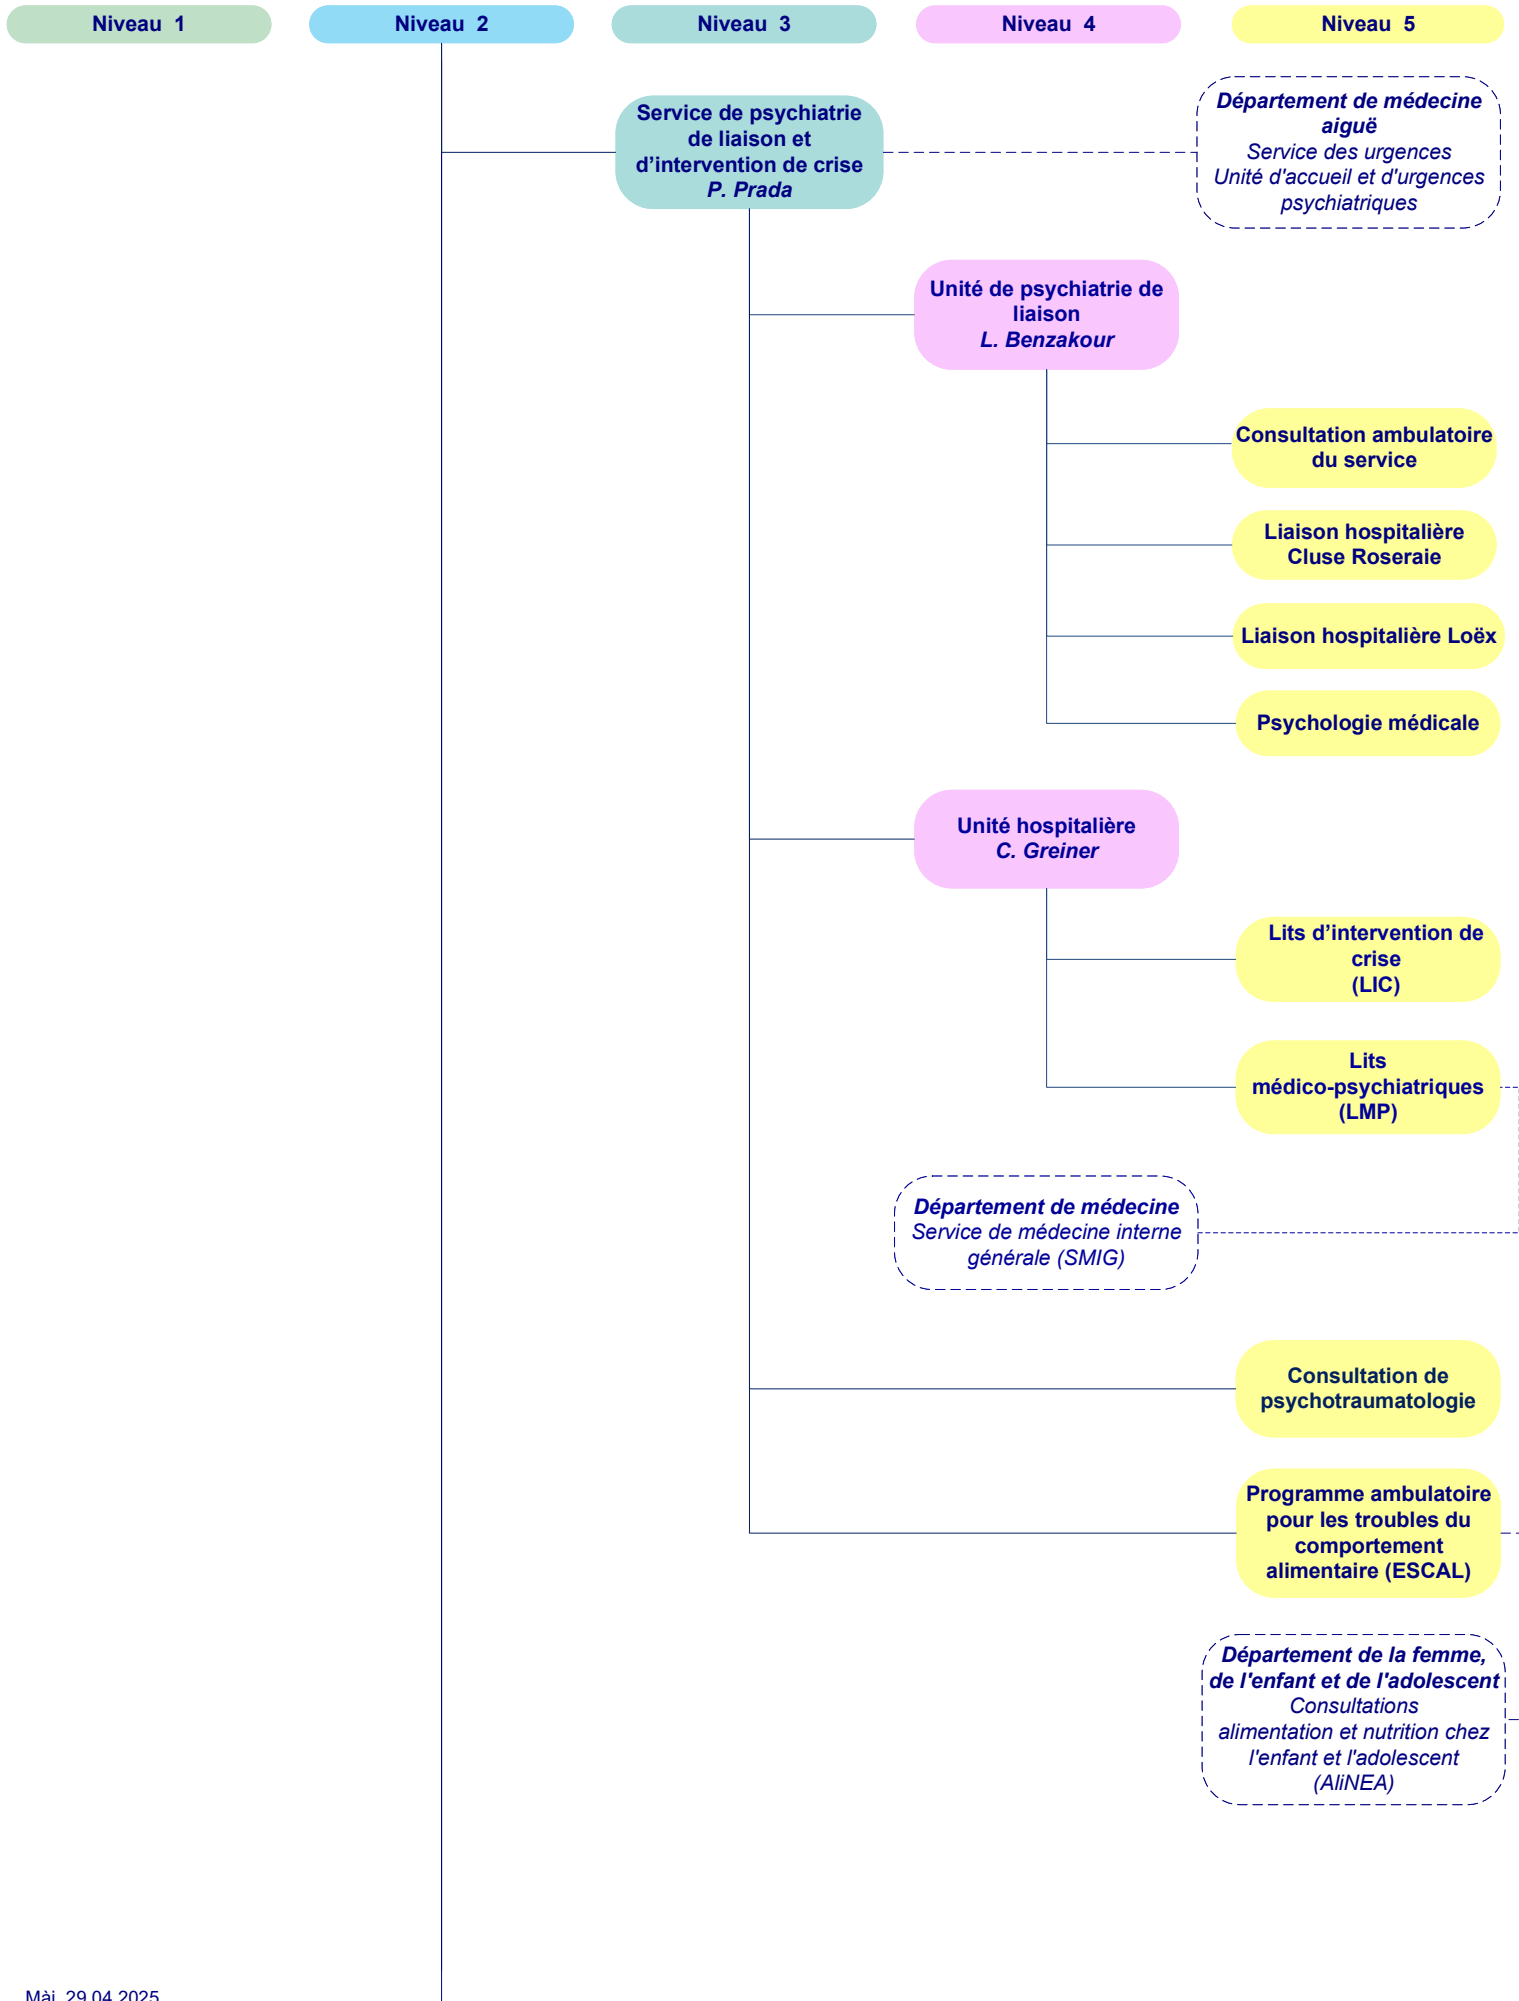 Niveau 1
Niveau 2
Niveau 3
Niveau 4
Niveau 5
Service de psychiatrie
de liaison et
d’intervention de crise
P. Prada
Département de médecine
aiguë
Service des urgences
Unité d'accueil et d'urgences
psychiatriques
Unité de psychiatrie de
liaison
L. Benzakour
Consultation ambulatoire
du service
Liaison hospitalière
Cluse Roseraie
Liaison hospitalière Loëx
Psychologie médicale
Unité hospitalière
C. Greiner
Lits d’intervention de
crise
(LIC)
Lits
médico-psychiatriques
(LMP)
Département de médecine
Service de médecine interne
générale (SMIG)
Consultation de
psychotraumatologie
Programme ambulatoire
pour les troubles du
comportement
alimentaire (ESCAL)
Département de la femme,
de l'enfant et de l'adolescent
Consultations
alimentation et nutrition chez
l'enfant et l'adolescent
(AliNEA)
Màj 29.04.2025